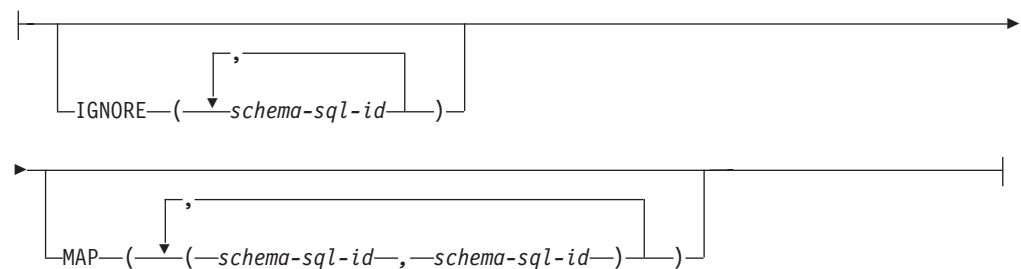 ,
IGNORE ( schema-sql-id )
,
MAP ( ( schema-sql-id , schema-sql-id ) )